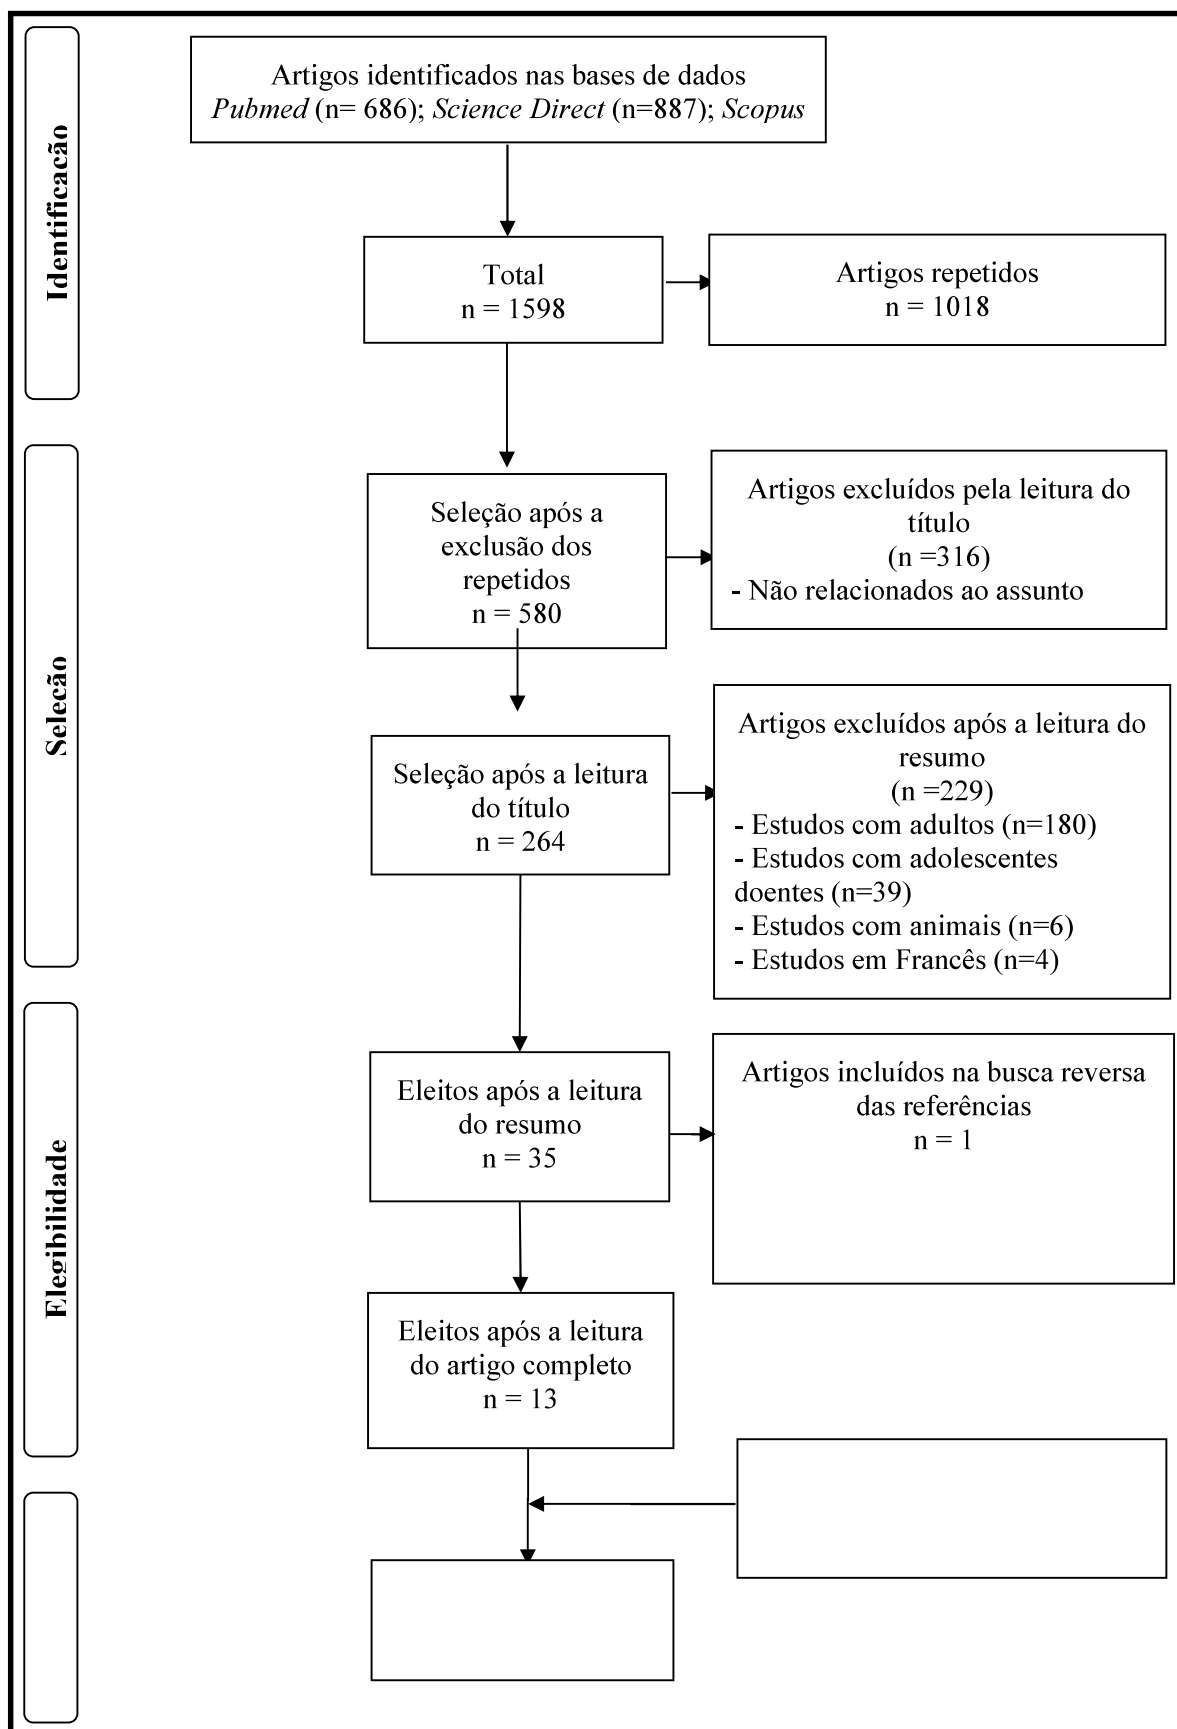 Identificação
Artigos identificados nas bases de dados
Pubmed (n= 686); Science Direct (n=887); Scopus
Total
n = 1598
Artigos repetidos
n = 1018
Seleção
Seleção após a
exclusão dos
repetidos
n = 580
Artigos excluídos pela leitura do
título
(n =316)
- Não relacionados ao assunto
Seleção após a leitura
do título
n = 264
Artigos excluídos após a leitura do
resumo
(n =229)
- Estudos com adultos (n=180)
- Estudos com adolescentes
doentes (n=39)
- Estudos com animais (n=6)
- Estudos em Francês (n=4)
Elegibilidade
Eleitos após a leitura
do resumo
n = 35
Artigos incluídos na busca reversa
das referências
n = 1
Eleitos após a leitura
do artigo completo
n = 13